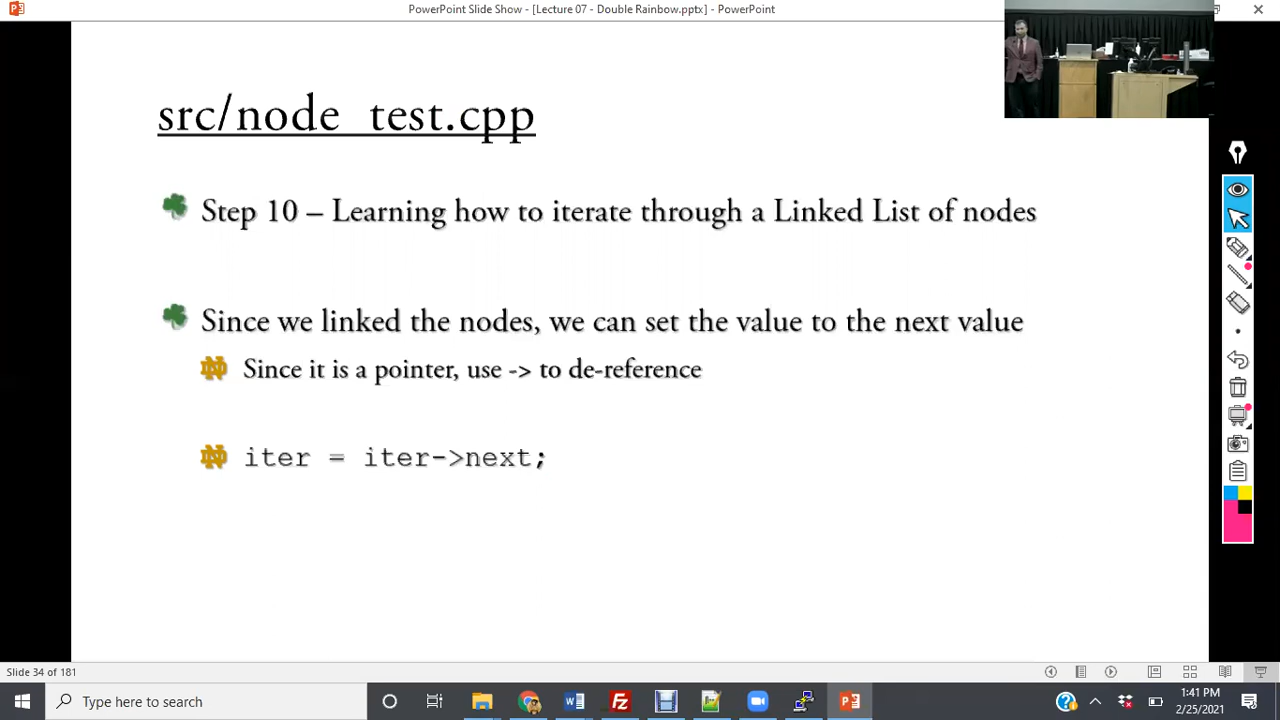 PowerPoint Slide Show - [Lecture 07 - Double Rainbow.pptx] - PowerPoint
src/node_test.cpp
Step 10 – Learning how to iterate through a Linked List of nodes
Since we linked the nodes, we can set the value to the next value
Since it is a pointer, use -> to de-reference
iter = iter->next;
Slide 34 of 181
Type here to search
1:41 PM
2/25/2021